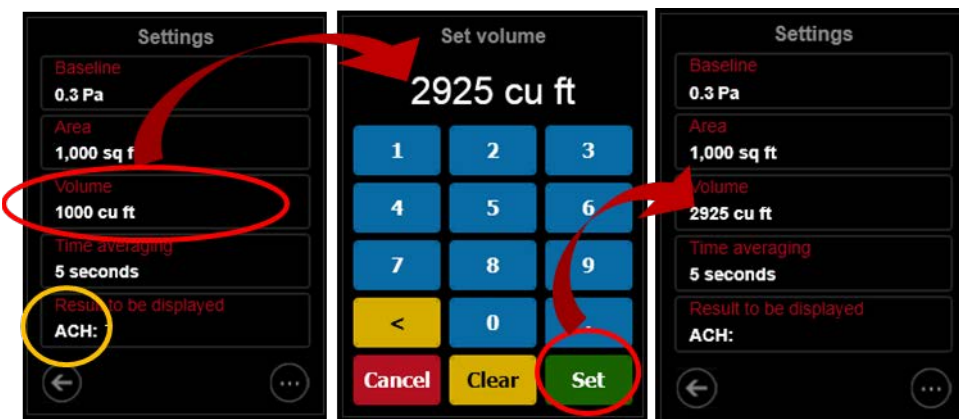 Settings
Baseline
0.3 Pa
Area
1,000 sq f
Volume
1000 cu ft
Time averaging
5 seconds
Result to be displayed
ACH:
Set volume
2925 cu ft
1 2 3
4 5 6
7 8 9
< 0 .
Cancel Clear Set
Settings
Baseline
0.3 Pa
Area
1,000 sq ft
Volume
2925 cu ft
Time averaging
5 seconds
Result to be displayed
ACH: